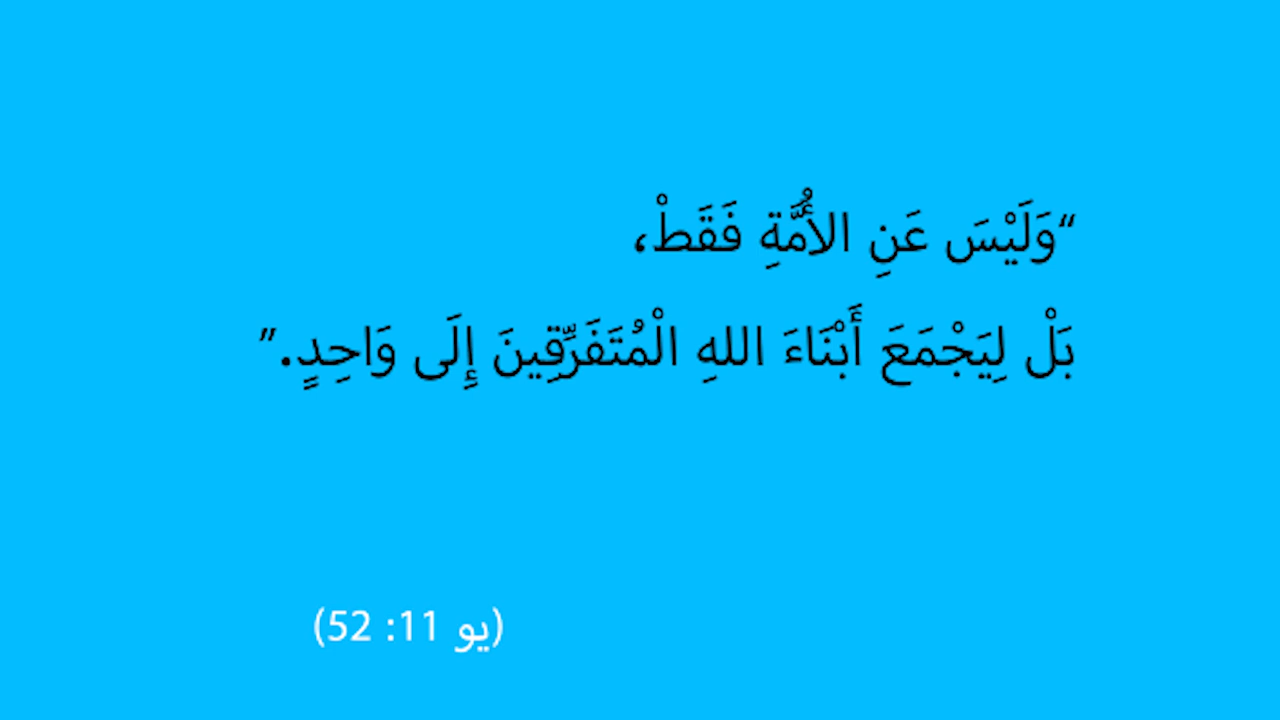 “وَلَيْسَ عَنِ الأُمَّةِ فَقَطْ،
بَلْ لِيَجْمَعَ أَبْنَاءَ اللهِ الْمُتَفَرِّقِينَ إِلَى وَاحِدٍ.”
(يو 11: 52)